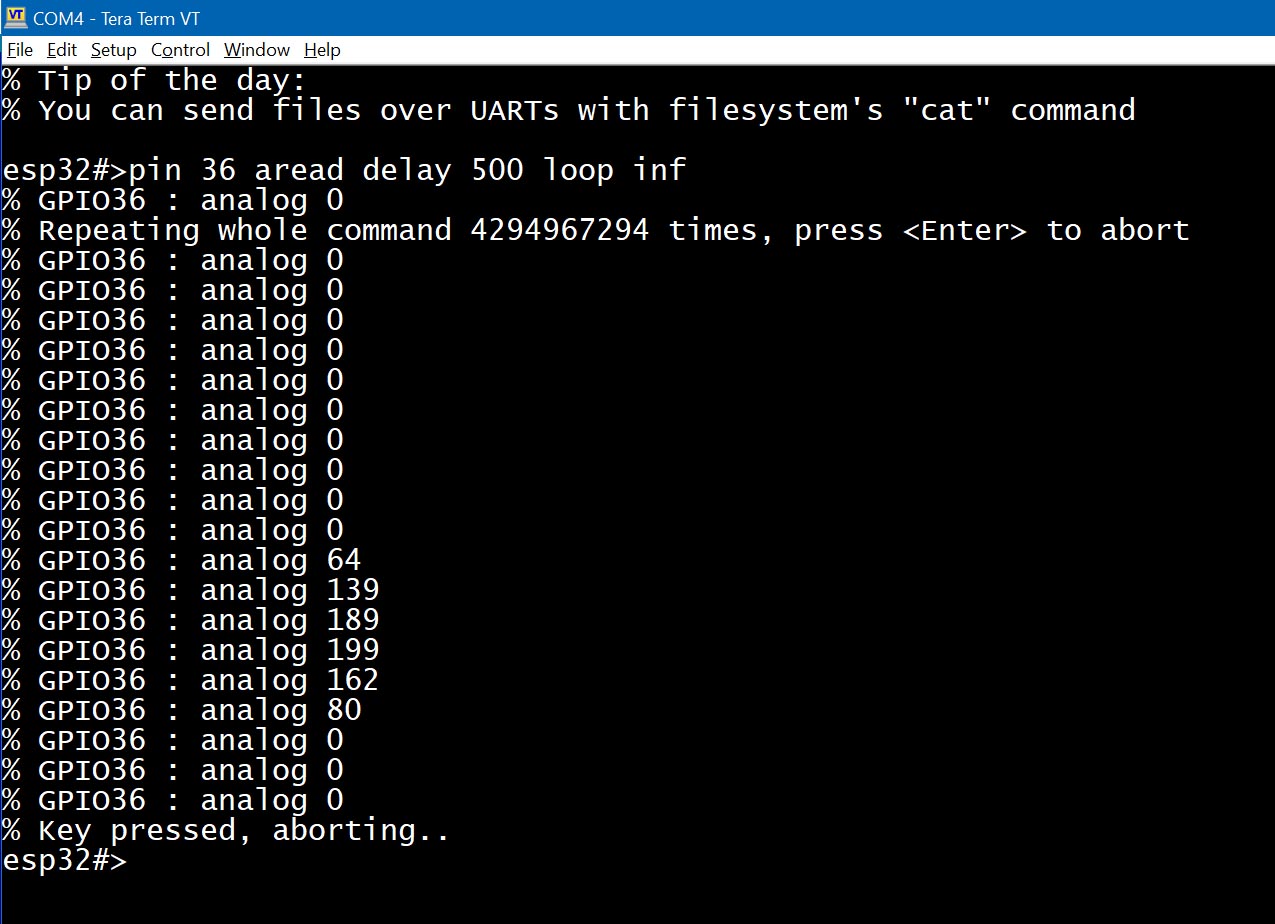 COM4 - Tera Term VT
File Edit Setup Control Window Help
% Tip of the day:
% You can send files over UARTs with filesystem's "cat" command
esp32#>pin 36 aread delay 500 loop inf
% GPIO36 : analog 0
% Repeating whole command 4294967294 times, press <Enter> to abort
% GPIO36 : analog 0
% GPIO36 : analog 0
% GPIO36 : analog 0
% GPIO36 : analog 0
% GPIO36 : analog 0
% GPIO36 : analog 0
% GPIO36 : analog 0
% GPIO36 : analog 0
% GPIO36 : analog 0
% GPIO36 : analog 0
% GPIO36 : analog 64
% GPIO36 : analog 139
% GPIO36 : analog 189
% GPIO36 : analog 199
% GPIO36 : analog 162
% GPIO36 : analog 80
% GPIO36 : analog 0
% GPIO36 : analog 0
% GPIO36 : analog 0
% Key pressed, aborting..
esp32#>